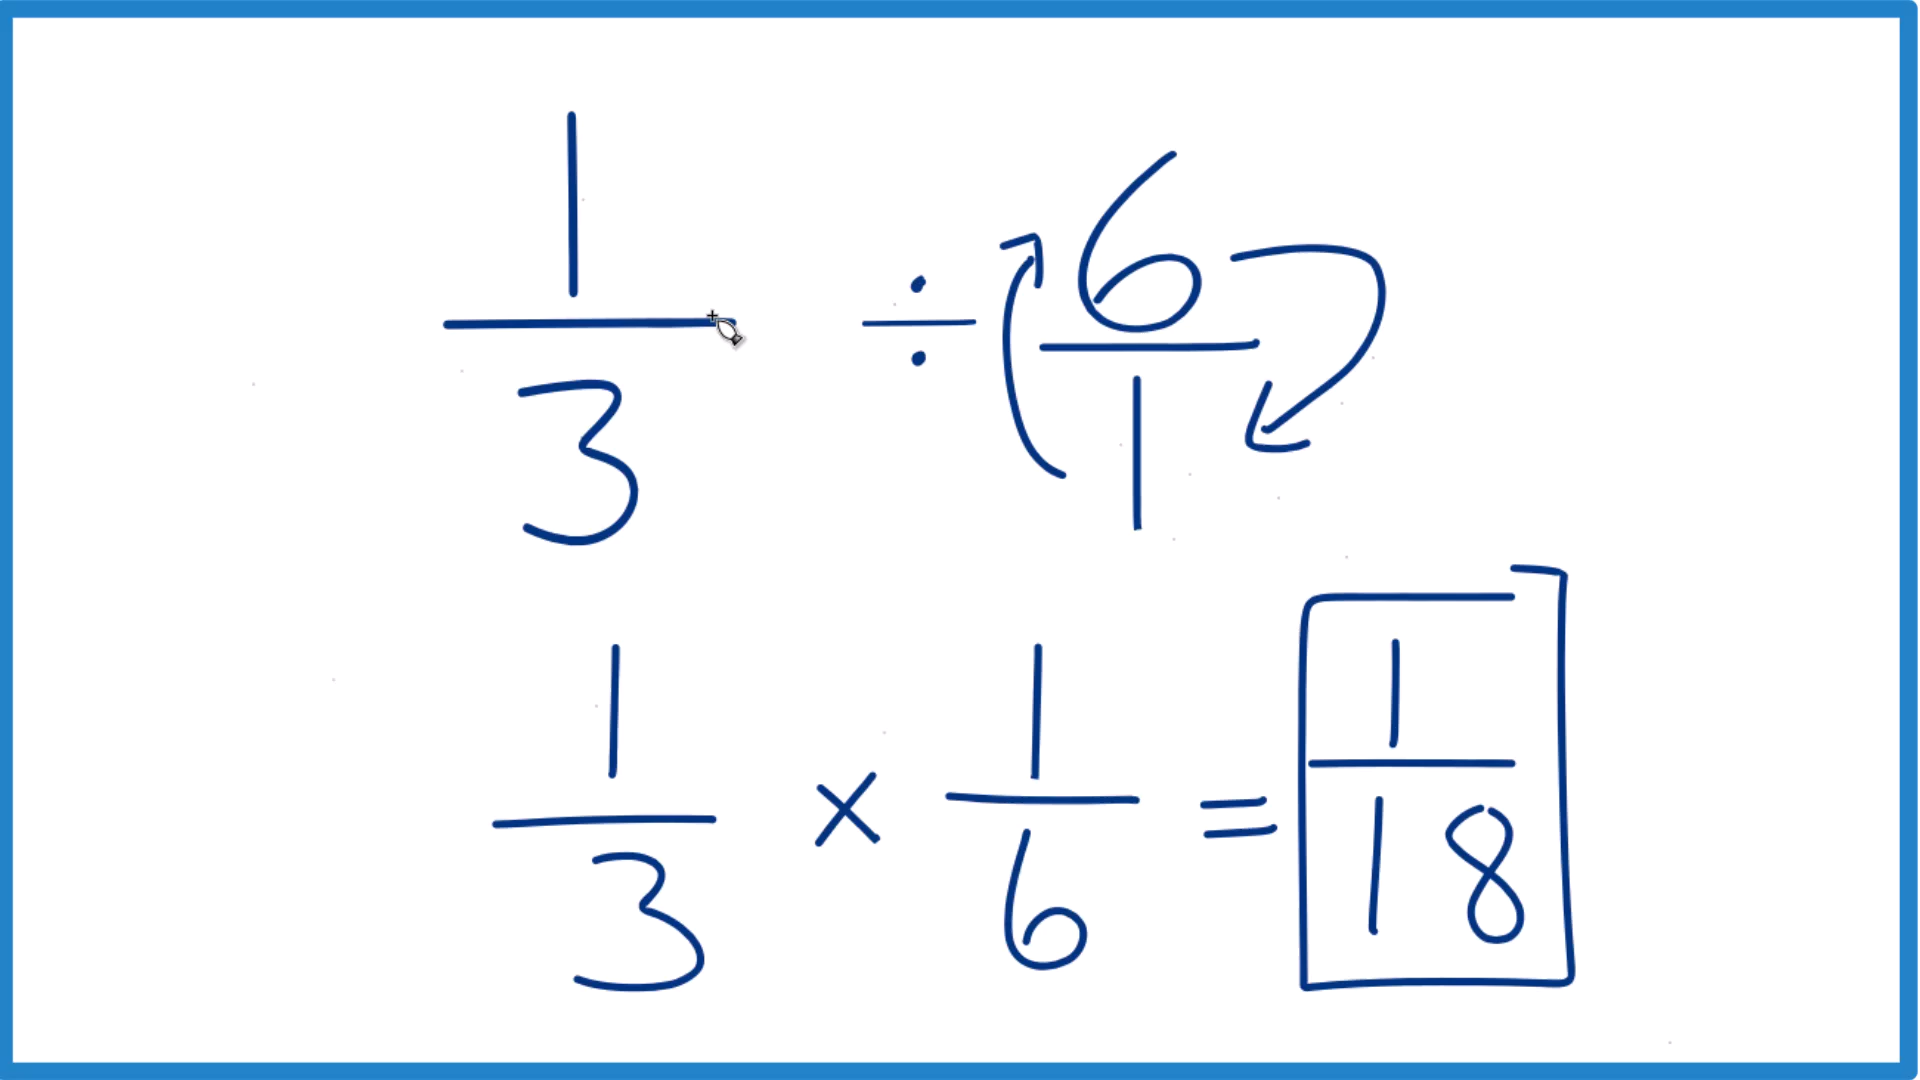 1/3 ÷ 6/1
1/3 × 1/6 = 1/18